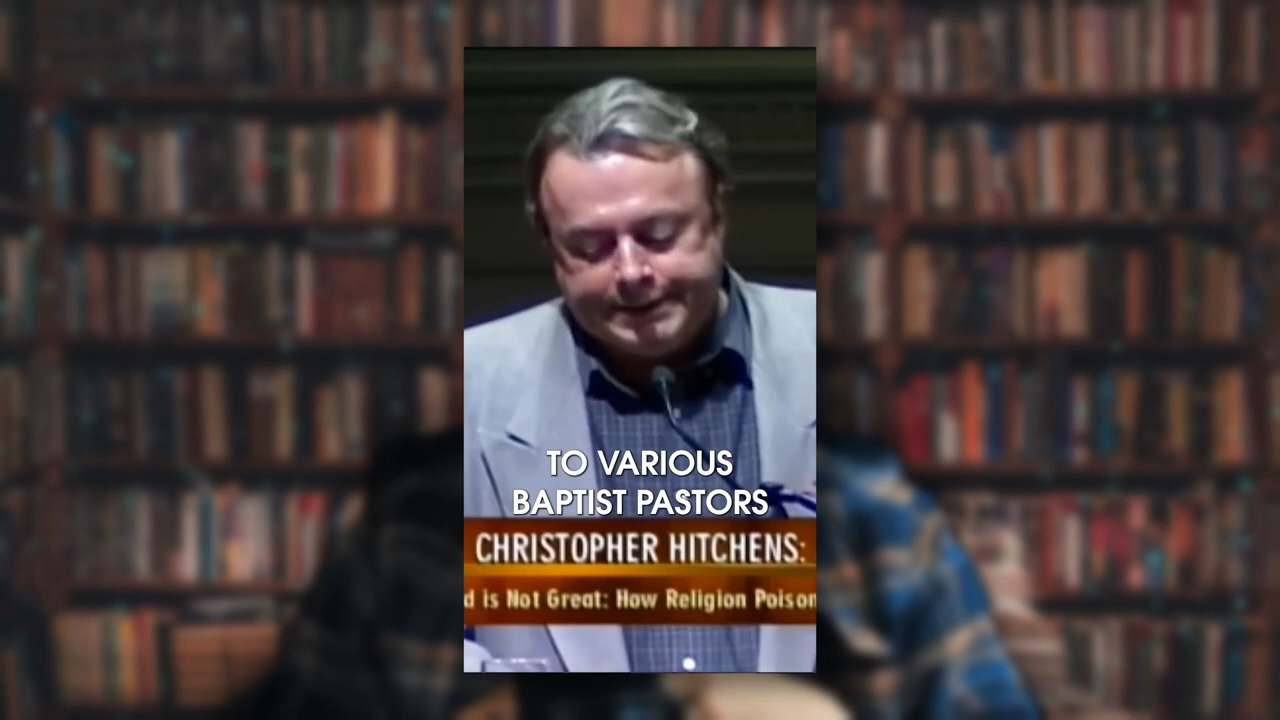 TO VARIOUS
BAPTIST PASTORS
CHRISTOPHER HITCHENS:
d is Not Great: How Religion Poison